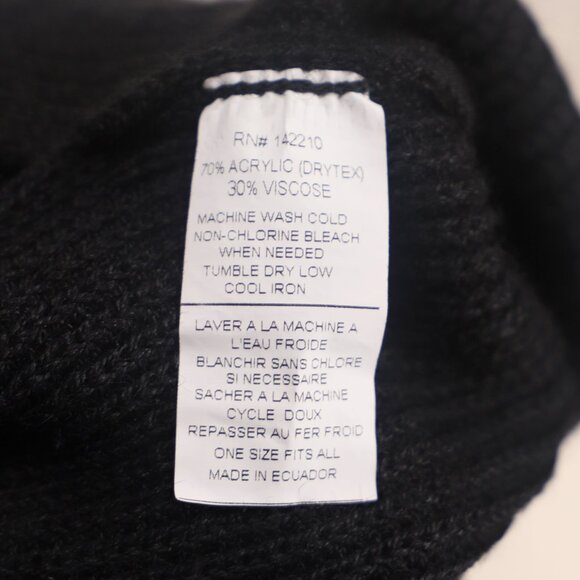 RN# 142210
70% ACRYLIC (DRYTEX)
30% VISCOSE
MACHINE WASH COLD
NON-CHLORINE BLEACH
WHEN NEEDED
TUMBLE DRY LOW
COOL IRON
LAVER A LA MACHINE A
L'EAU FROIDE
BLANCHIR SANS CHLORE
SI NECESSAIRE
SACHER A LA MACHINE
CYCLE DOUX
REPASSER AU FER FROID
ONE SIZE FITS ALL
MADE IN ECUADOR